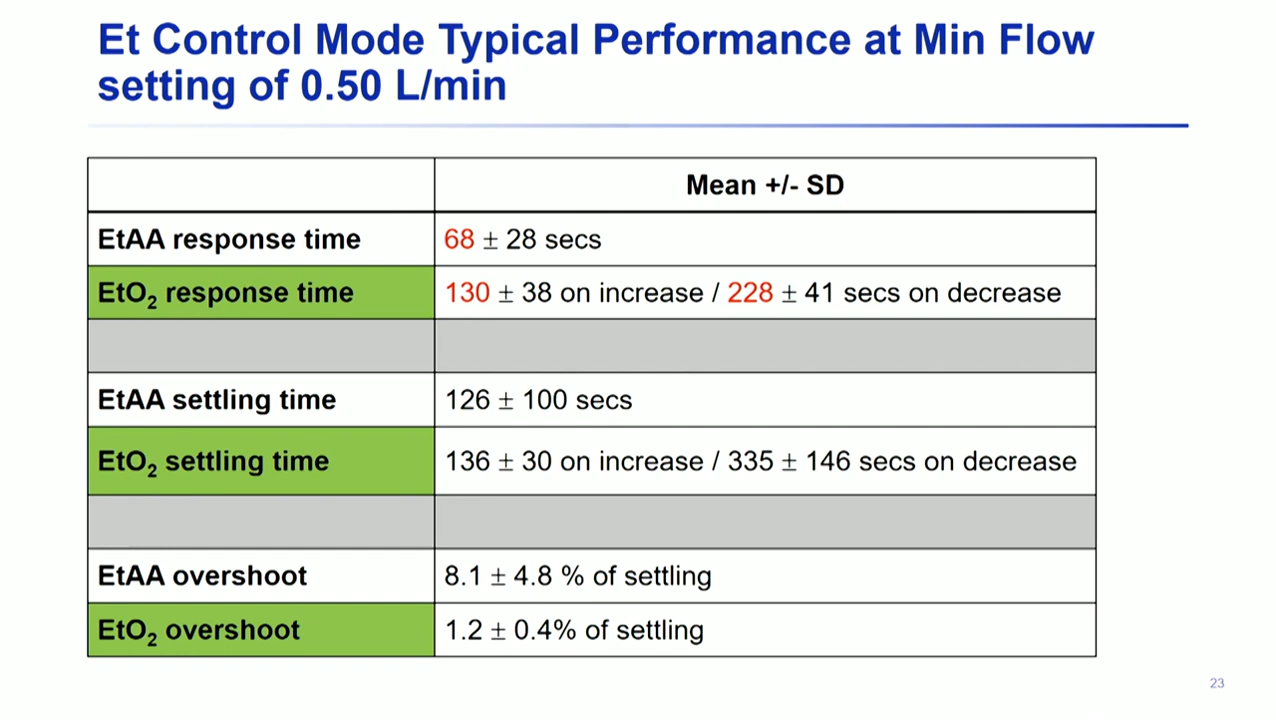 Et Control Mode Typical Performance at Min Flow
setting of 0.50 L/min
Mean +/- SD
EtAA response time
68 ± 28 secs
EtO₂ response time
130 ± 38 on increase / 228 ± 41 secs on decrease
EtAA settling time
126 ± 100 secs
EtO₂ settling time
136 ± 30 on increase / 335 ± 146 secs on decrease
EtAA overshoot
8.1 ± 4.8 % of settling
EtO₂ overshoot
1.2 ± 0.4% of settling
23